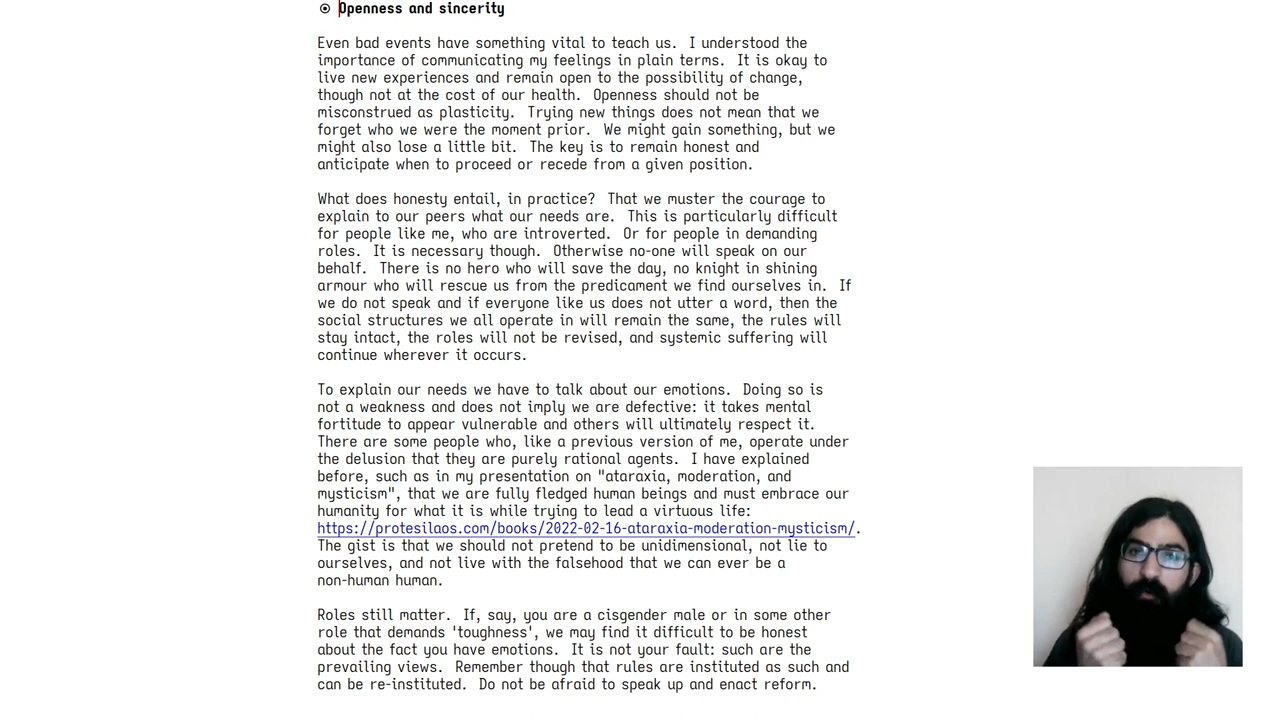 Openness and sincerity
Even bad events have something vital to teach us.  I understood the
importance of communicating my feelings in plain terms.  It is okay to
live new experiences and remain open to the possibility of change,
though not at the cost of our health.  Openness should not be
misconstrued as plasticity.  Trying new things does not mean that we
forget who we were the moment prior.  We might gain something, but we
might also lose a little bit.  The key is to remain honest and
anticipate when to proceed or recede from a given position.
What does honesty entail, in practice?  That we muster the courage to
explain to our peers what our needs are.  This is particularly difficult
for people like me, who are introverted.  Or for people in demanding
roles.  It is necessary though.  Otherwise no-one will speak on our
behalf.  There is no hero who will save the day, no knight in shining
armour who will rescue us from the predicament we find ourselves in.  If
we do not speak and if everyone like us does not utter a word, then the
social structures we all operate in will remain the same, the rules will
stay intact, the roles will not be revised, and systemic suffering will
continue wherever it occurs.
To explain our needs we have to talk about our emotions.  Doing so is
not a weakness and does not imply we are defective: it takes mental
fortitude to appear vulnerable and others will ultimately respect it.
There are some people who, like a previous version of me, operate under
the delusion that they are purely rational agents.  I have explained
before, such as in my presentation on "ataraxia, moderation, and
mysticism", that we are fully fledged human beings and must embrace our
humanity for what it is while trying to lead a virtuous life:
https://protesilaos.com/books/2022-02-16-ataraxia-moderation-mysticism/.
The gist is that we should not pretend to be unidimensional, not lie to
ourselves, and not live with the falsehood that we can ever be a
non-human human.
Roles still matter.  If, say, you are a cisgender male or in some other
role that demands 'toughness', we may find it difficult to be honest
about the fact you have emotions.  It is not your fault: such are the
prevailing views.  Remember though that rules are instituted as such and
can be re-instituted.  Do not be afraid to speak up and enact reform.